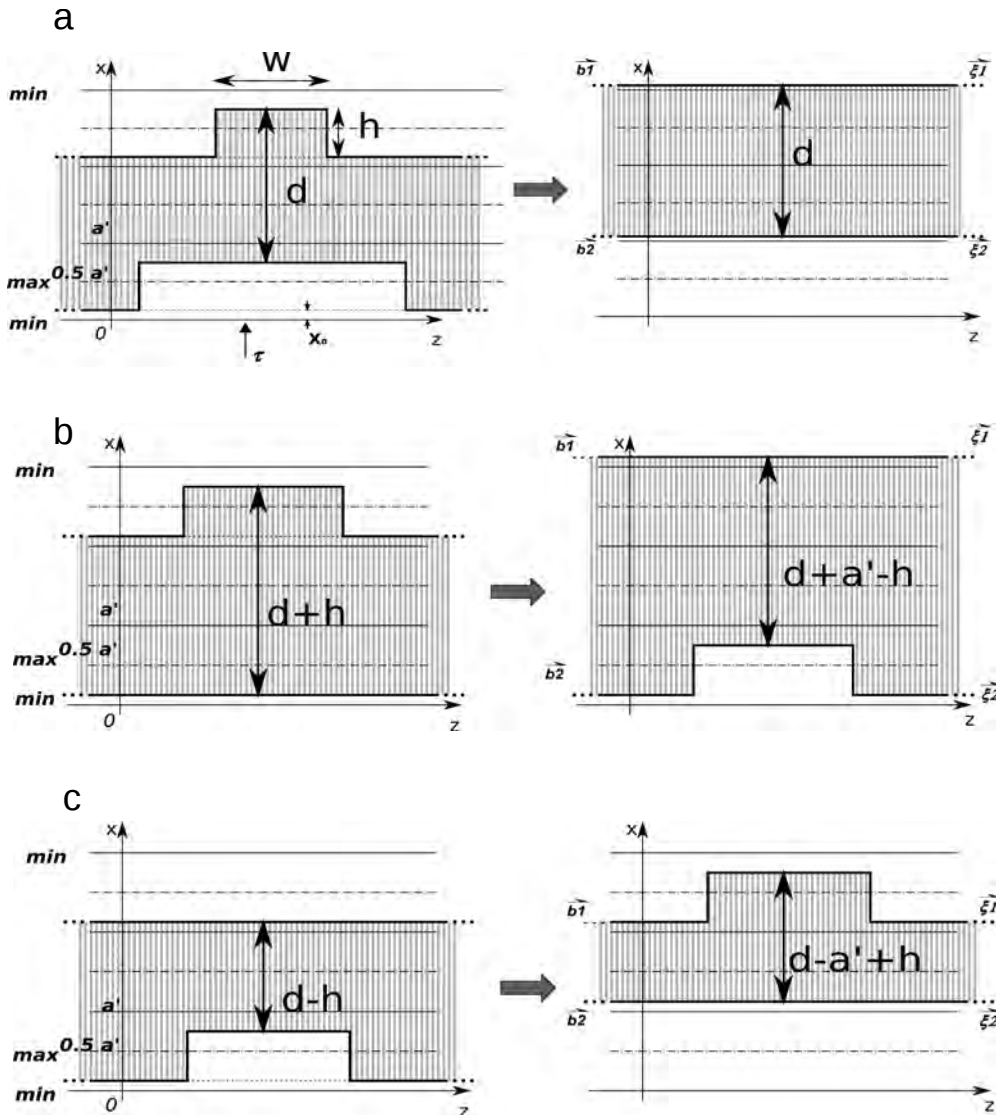 a
x
w
min
h
d
a'
max 0.5 a'
min
0
τ
x₀
z
b1
x
ξ1
d
b2
ξ2
z
b
x
min
d+h
a'
max 0.5 a'
min
0
z
b1
x
ξ1
d+a'-h
b2
ξ2
z
c
x
min
d-h
a'
max 0.5 a'
min
0
z
x
b1
ξ1
d-a'+h
b2
ξ2
z